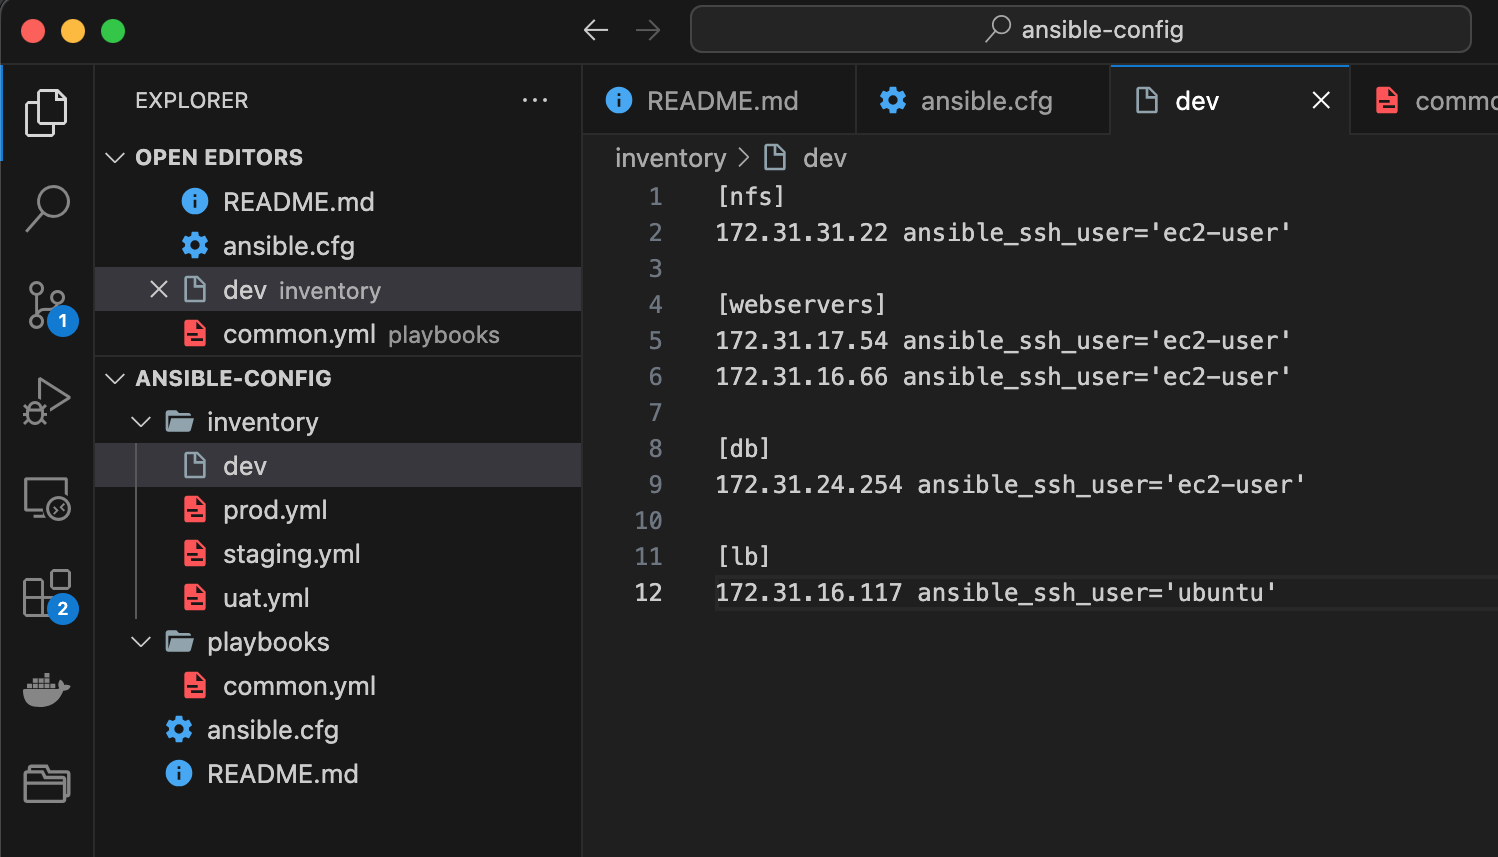 ansible-config
EXPLORER
OPEN EDITORS
README.md
ansible.cfg
dev inventory
common.yml playbooks
ANSIBLE-CONFIG
inventory
dev
prod.yml
staging.yml
uat.yml
playbooks
common.yml
ansible.cfg
README.md
1
2
README.md
ansible.cfg
dev
commo
inventory > dev
1 [nfs]
2 172.31.31.22 ansible_ssh_user='ec2-user'
3
4 [webservers]
5 172.31.17.54 ansible_ssh_user='ec2-user'
6 172.31.16.66 ansible_ssh_user='ec2-user'
7
8 [db]
9 172.31.24.254 ansible_ssh_user='ec2-user'
10
11 [lb]
12 172.31.16.117 ansible_ssh_user='ubuntu'